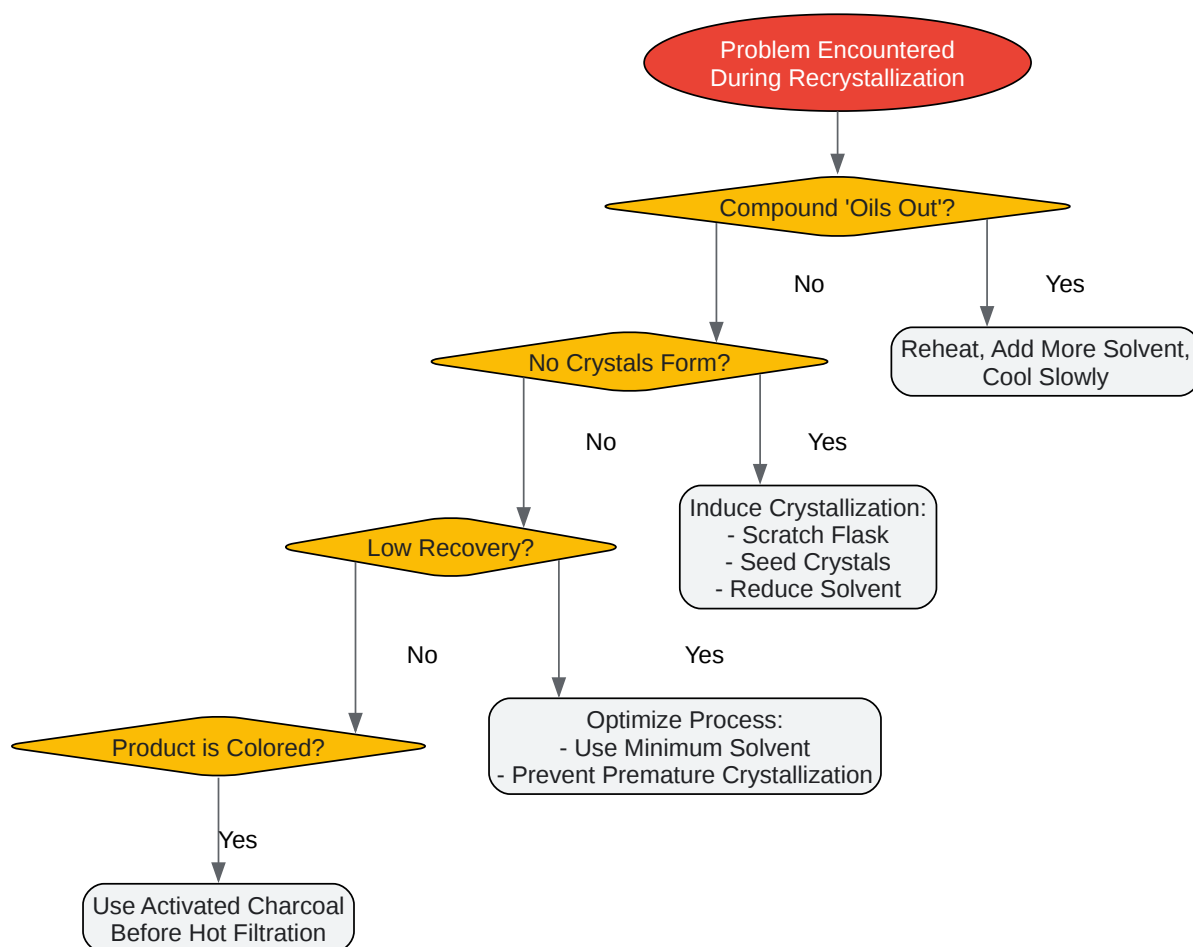 Problem Encountered
During Recrystallization
Compound 'Oils Out'?
No
Yes
Reheat, Add More Solvent,
Cool Slowly
No Crystals Form?
No
Yes
Induce Crystallization:
- Scratch Flask
- Seed Crystals
- Reduce Solvent
Low Recovery?
No
Yes
Optimize Process:
- Use Minimum Solvent
- Prevent Premature Crystallization
Product is Colored?
Yes
Use Activated Charcoal
Before Hot Filtration